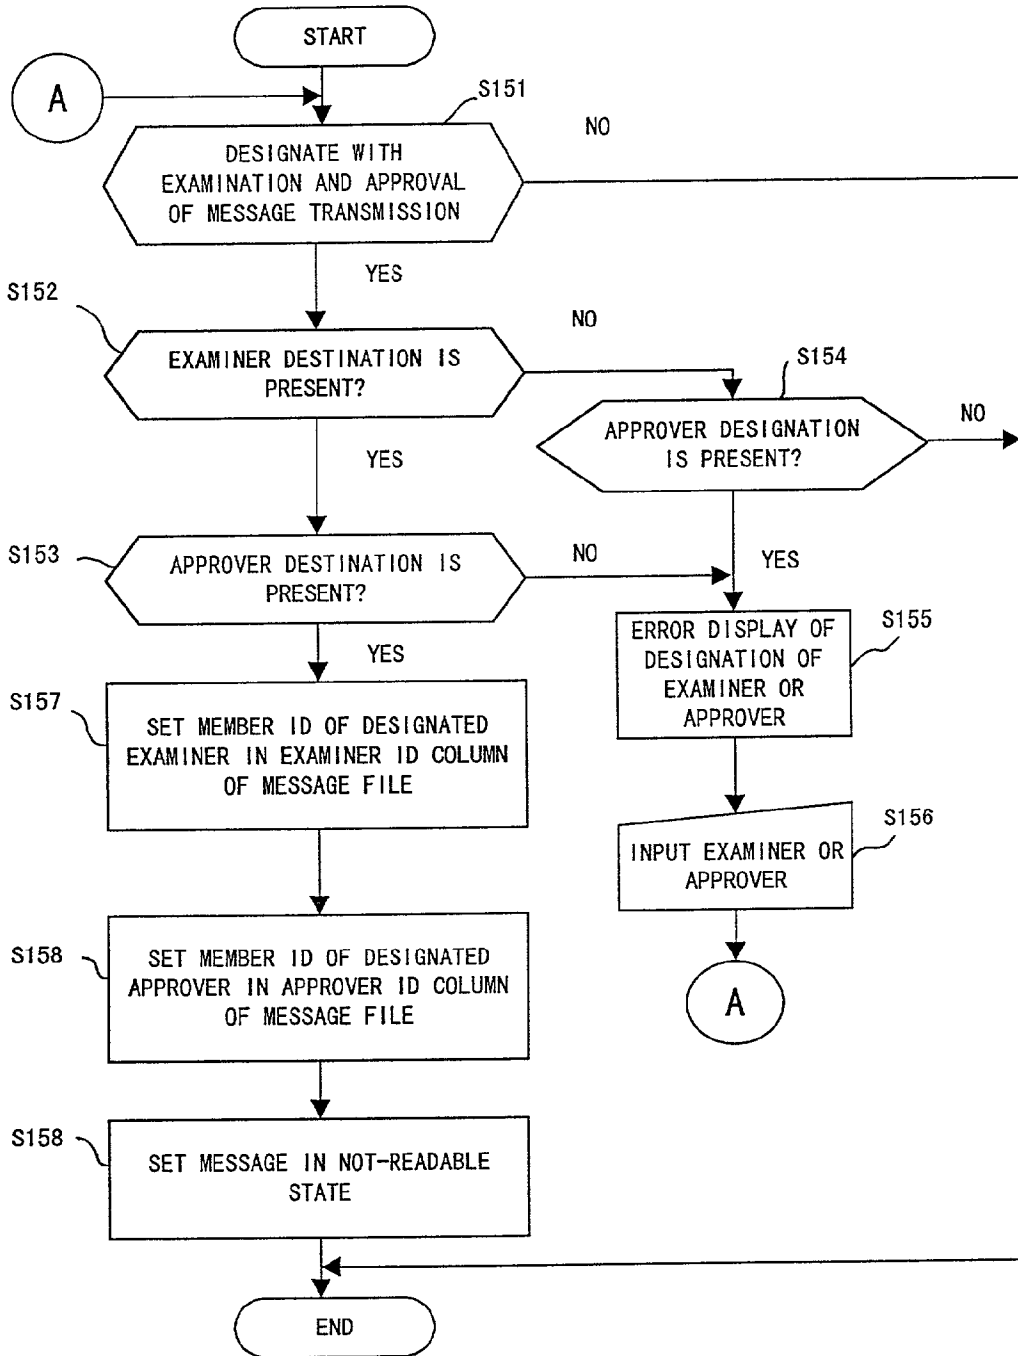 START
A
S151
NO
DESIGNATE WITH
EXAMINATION AND APPROVAL
OF MESSAGE TRANSMISSION
YES
S152
NO
EXAMINER DESTINATION IS
PRESENT?
S154
APPROVER DESIGNATION
IS PRESENT?
NO
YES
S153
APPROVER DESTINATION IS
PRESENT?
NO
YES
YES
S155
ERROR DISPLAY OF
DESIGNATION OF
EXAMINER OR
APPROVER
S157
SET MEMBER ID OF DESIGNATED
EXAMINER IN EXAMINER ID COLUMN
OF MESSAGE FILE
S156
INPUT EXAMINER OR
APPROVER
S158
SET MEMBER ID OF DESIGNATED
APPROVER IN APPROVER ID COLUMN
OF MESSAGE FILE
A
S158
SET MESSAGE IN NOT-READABLE
STATE
END